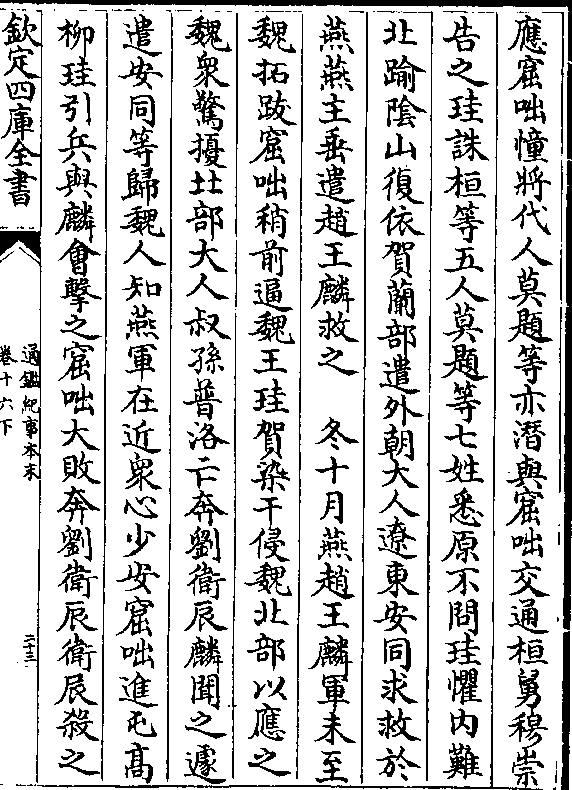 應窟咄幢將代人莫題等亦潛與窟咄交通桓舅穆崇
告之珪誅桓等五人莫題等七姓悉原不問珪懼内難
北踰陰山復依賀蘭部遣外朝大人遼東安同求救於
燕燕主垂遣趙王麟救之　冬十月燕趙王麟軍未至
魏拓跋窟咄稍前逼魏王珪賀染干侵魏北部以應之
魏衆驚擾北部大人叔孫普洛亡奔劉衛辰麟聞之遽
遣安同等歸魏人知燕軍在近衆心少安窟咄進屯髙
柳珪引兵與麟會擊之窟咄大敗奔劉衛辰衛辰殺之
欽定四庫全書
通鑑紀事本末
卷十六下
二十三